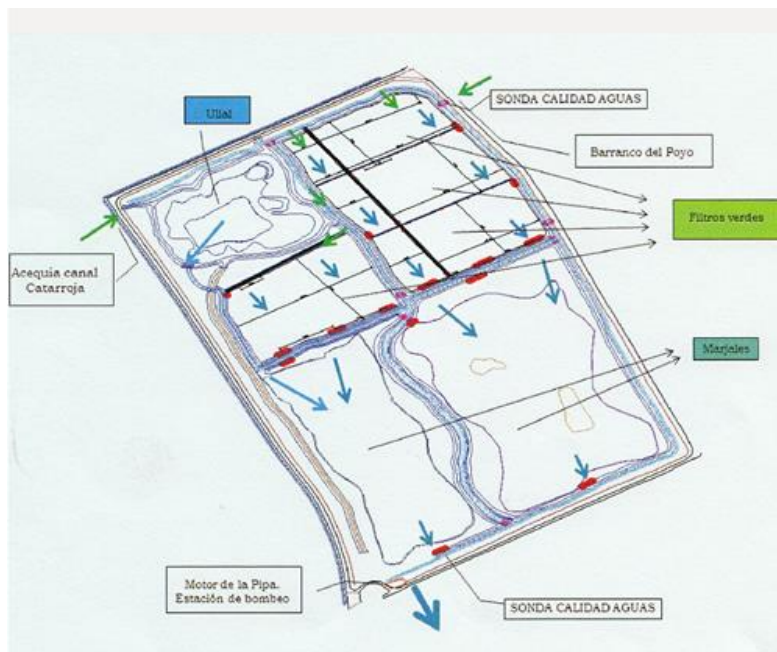 SONDA CALIDAD AGUAS
Ullal
Barranco del Poyo
Filtros verdes
Acequia canal
Catarroja
Marjales
Motor de la Pipa.
Estación de bombeo
SONDA CALIDAD AGUAS